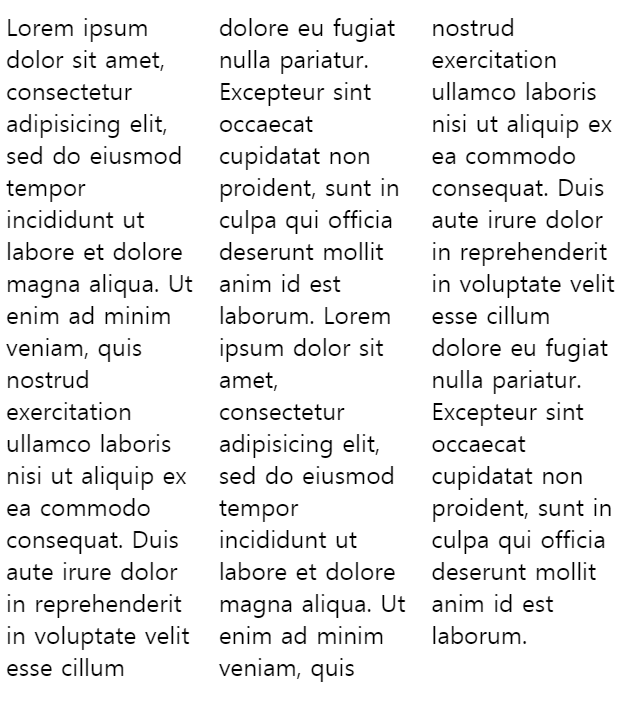 Lorem ipsum
dolor sit amet,
consectetur
adipisicing elit,
sed do eiusmod
tempor
incididunt ut
labore et dolore
magna aliqua. Ut
enim ad minim
veniam, quis
nostrud
exercitation
ullamco laboris
nisi ut aliquip ex
ea commodo
consequat. Duis
aute irure dolor
in reprehenderit
in voluptate velit
esse cillum
dolore eu fugiat
nulla pariatur.
Excepteur sint
occaecat
cupidatat non
proident, sunt in
culpa qui officia
deserunt mollit
anim id est
laborum. Lorem
ipsum dolor sit
amet,
consectetur
adipisicing elit,
sed do eiusmod
tempor
incididunt ut
labore et dolore
magna aliqua. Ut
enim ad minim
veniam, quis
nostrud
exercitation
ullamco laboris
nisi ut aliquip ex
ea commodo
consequat. Duis
aute irure dolor
in reprehenderit
in voluptate velit
esse cillum
dolore eu fugiat
nulla pariatur.
Excepteur sint
occaecat
cupidatat non
proident, sunt in
culpa qui officia
deserunt mollit
anim id est
laborum.